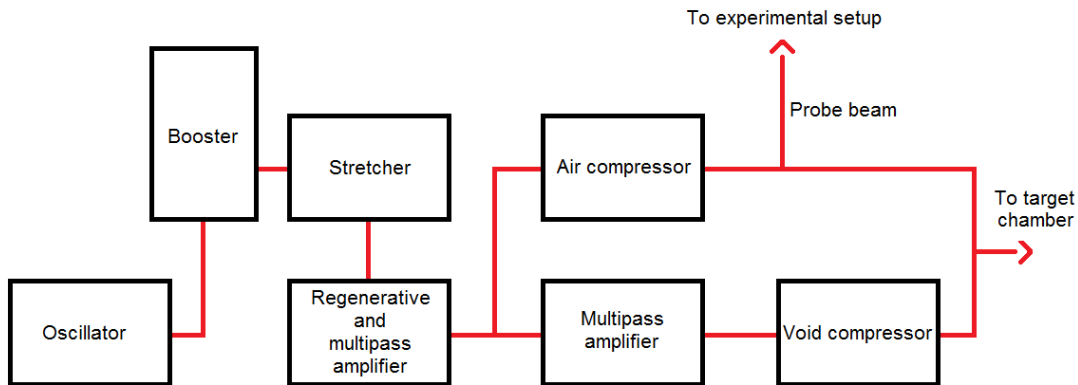 To experimental setup
Probe beam
Booster
Stretcher
Air compressor
To target
chamber
Oscillator
Regenerative
and
multipass
amplifier
Multipass
amplifier
Void compressor